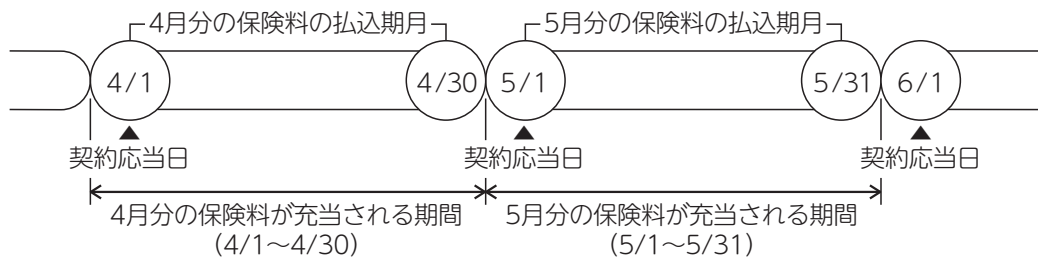 4月分の保険料の払込期月 5月分の保険料の払込期月
4/1 4/30 5/1 5/31 6/1
▲ ▲ ▲
契約応当日 契約応当日 契約応当日
4月分の保険料が充当される期間 5月分の保険料が充当される期間
(4/1〜4/30) (5/1〜5/31)